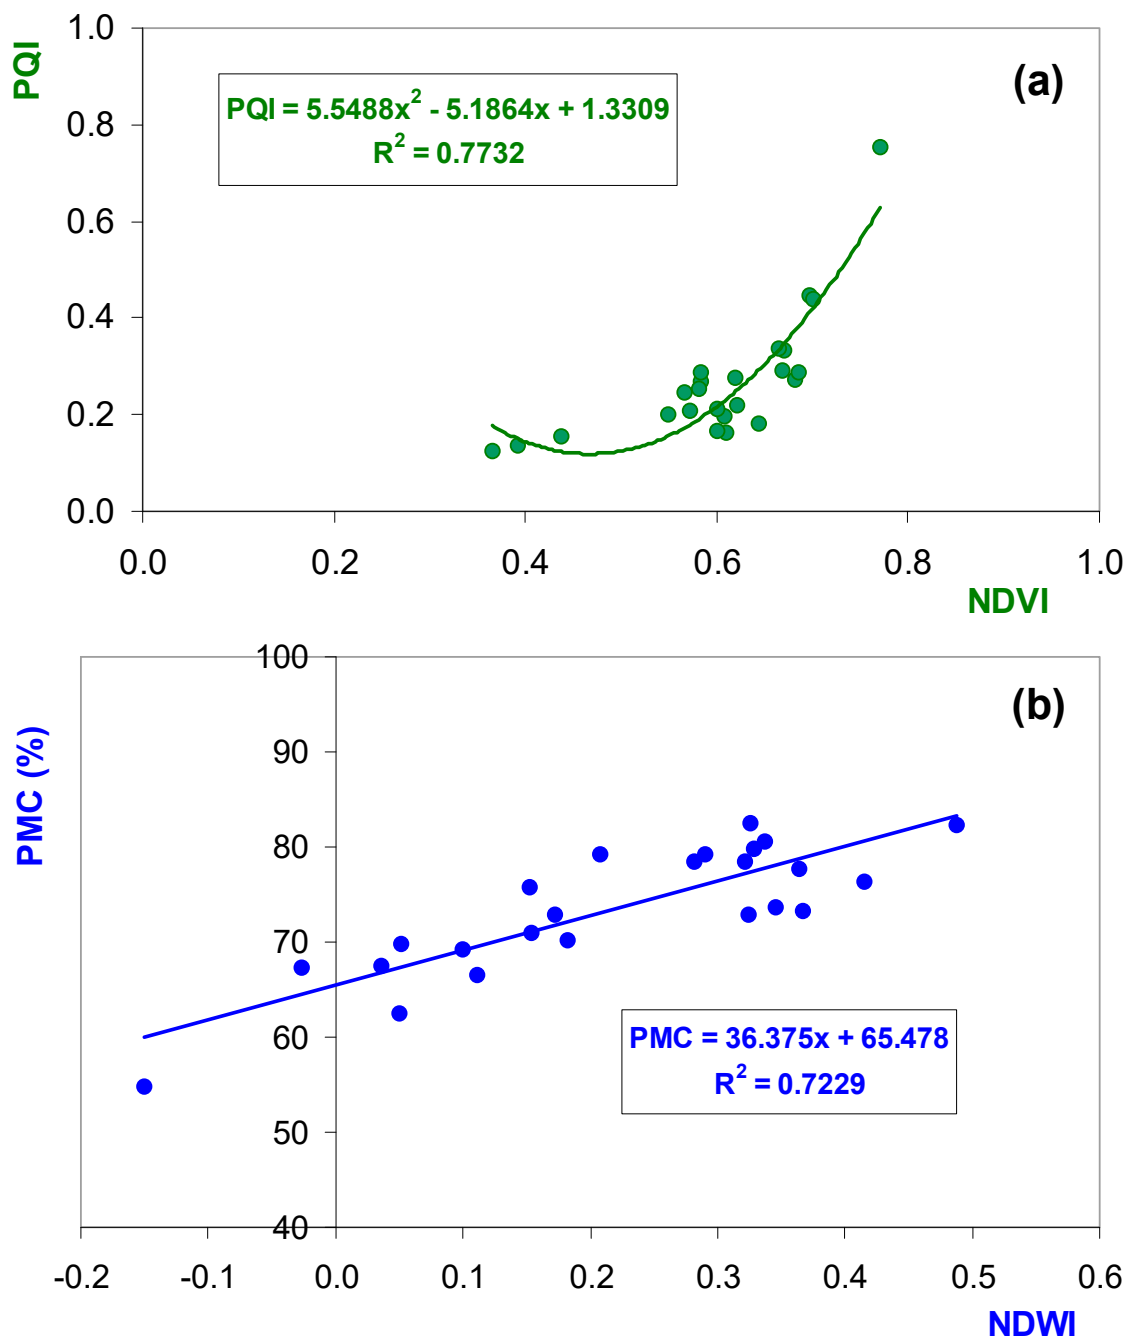 PQI
1.0
(a)
PQI = 5.5488x² - 5.1864x + 1.3309
R² = 0.7732
0.8
0.6
0.4
0.2
0.0
0.0 0.2 0.4 0.6 0.8 1.0
NDVI
100
(b)
PMC (%)
90
80
70
60
PMC = 36.375x + 65.478
R² = 0.7229
50
40
-0.2 -0.1 0.0 0.1 0.2 0.3 0.4 0.5 0.6
NDWI